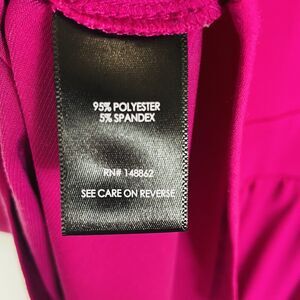 95% POLYESTER
5% SPANDEX
RN# 148862
SEE CARE ON REVERSE